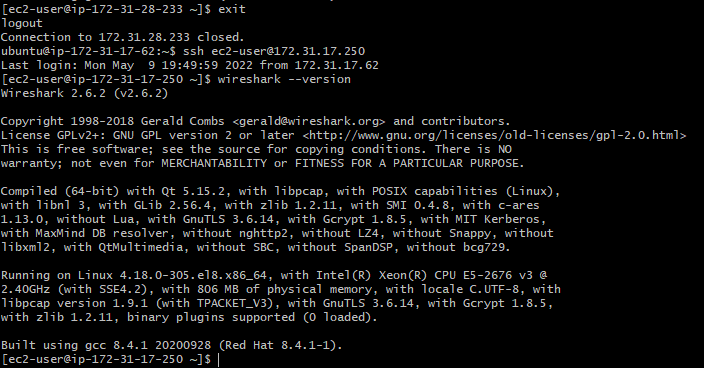 [ec2-user@ip-172-31-28-233 ~]$ exit
logout
Connection to 172.31.28.233 closed.
ubuntu@ip-172-31-17-62:~$ ssh ec2-user@172.31.17.250
Last login: Mon May  9 19:49:59 2022 from 172.31.17.62
[ec2-user@ip-172-31-17-250 ~]$ wireshark --version
Wireshark 2.6.2 (v2.6.2)

Copyright 1998-2018 Gerald Combs <gerald@wireshark.org> and contributors.
License GPLv2+: GNU GPL version 2 or later <http://www.gnu.org/licenses/old-licenses/gpl-2.0.html>
This is free software; see the source for copying conditions. There is NO
warranty; not even for MERCHANTABILITY or FITNESS FOR A PARTICULAR PURPOSE.

Compiled (64-bit) with Qt 5.15.2, with libpcap, with POSIX capabilities (Linux),
with libnl 3, with GLib 2.56.4, with zlib 1.2.11, with SMI 0.4.8, with c-ares
1.13.0, without Lua, with GnuTLS 3.6.14, with Gcrypt 1.8.5, with MIT Kerberos,
with MaxMind DB resolver, without nghttp2, without LZ4, without Snappy, without
libxml2, with QtMultimedia, without SBC, without SpanDSP, without bcg729.

Running on Linux 4.18.0-305.el8.x86_64, with Intel(R) Xeon(R) CPU E5-2676 v3 @
2.40GHz (with SSE4.2), with 806 MB of physical memory, with locale C.UTF-8, with
libpcap version 1.9.1 (with TPACKET_V3), with GnuTLS 3.6.14, with Gcrypt 1.8.5,
with zlib 1.2.11, binary plugins supported (0 loaded).

Built using gcc 8.4.1 20200928 (Red Hat 8.4.1-1).
[ec2-user@ip-172-31-17-250 ~]$